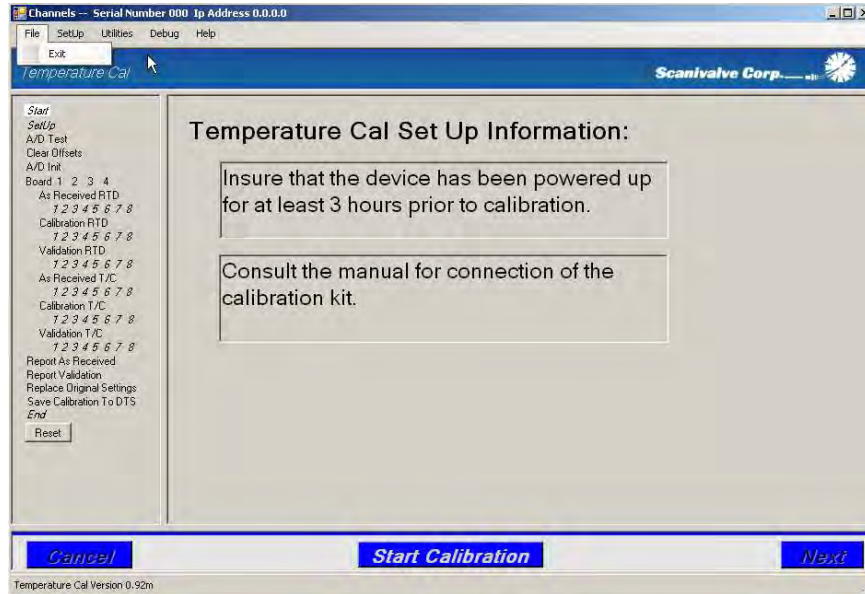 Channels -- Serial Number 000 Ip Address 0.0.0.0
File SetUp Utilities Debug Help
Exit
Temperature Cal
Scanivalve Corp.
Start
SetUp
A/D Test
Clear Offsets
A/D Init
Board 1 2 3 4
As Received RTD
1 2 3 4 5 6 7 8
Calibration RTD
1 2 3 4 5 6 7 8
Validation RTD
1 2 3 4 5 6 7 8
As Received T/C
1 2 3 4 5 6 7 8
Calibration T/C
1 2 3 4 5 6 7 8
Validation T/C
1 2 3 4 5 6 7 8
Report As Received
Report Validation
Replace Original Settings
Save Calibration To DTS
End
Reset
Temperature Cal Set Up Information:
Insure that the device has been powered up
for at least 3 hours prior to calibration.
Consult the manual for connection of the
calibration kit.
Cancel Start Calibration Next
Temperature Cal Version 0.92m